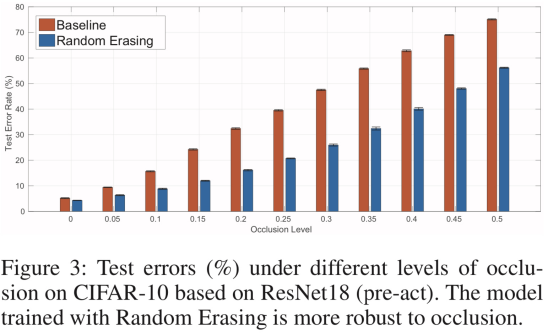 80
70
60
50
40
30
20
10
0
Test Error Rate (%)
Baseline
Random Erasing
0 0.05 0.1 0.15 0.2 0.25 0.3 0.35 0.4 0.45 0.5
Occlusion Level
Figure 3: Test errors (%) under different levels of occlu-
sion on CIFAR-10 based on ResNet18 (pre-act). The model
trained with Random Erasing is more robust to occlusion.